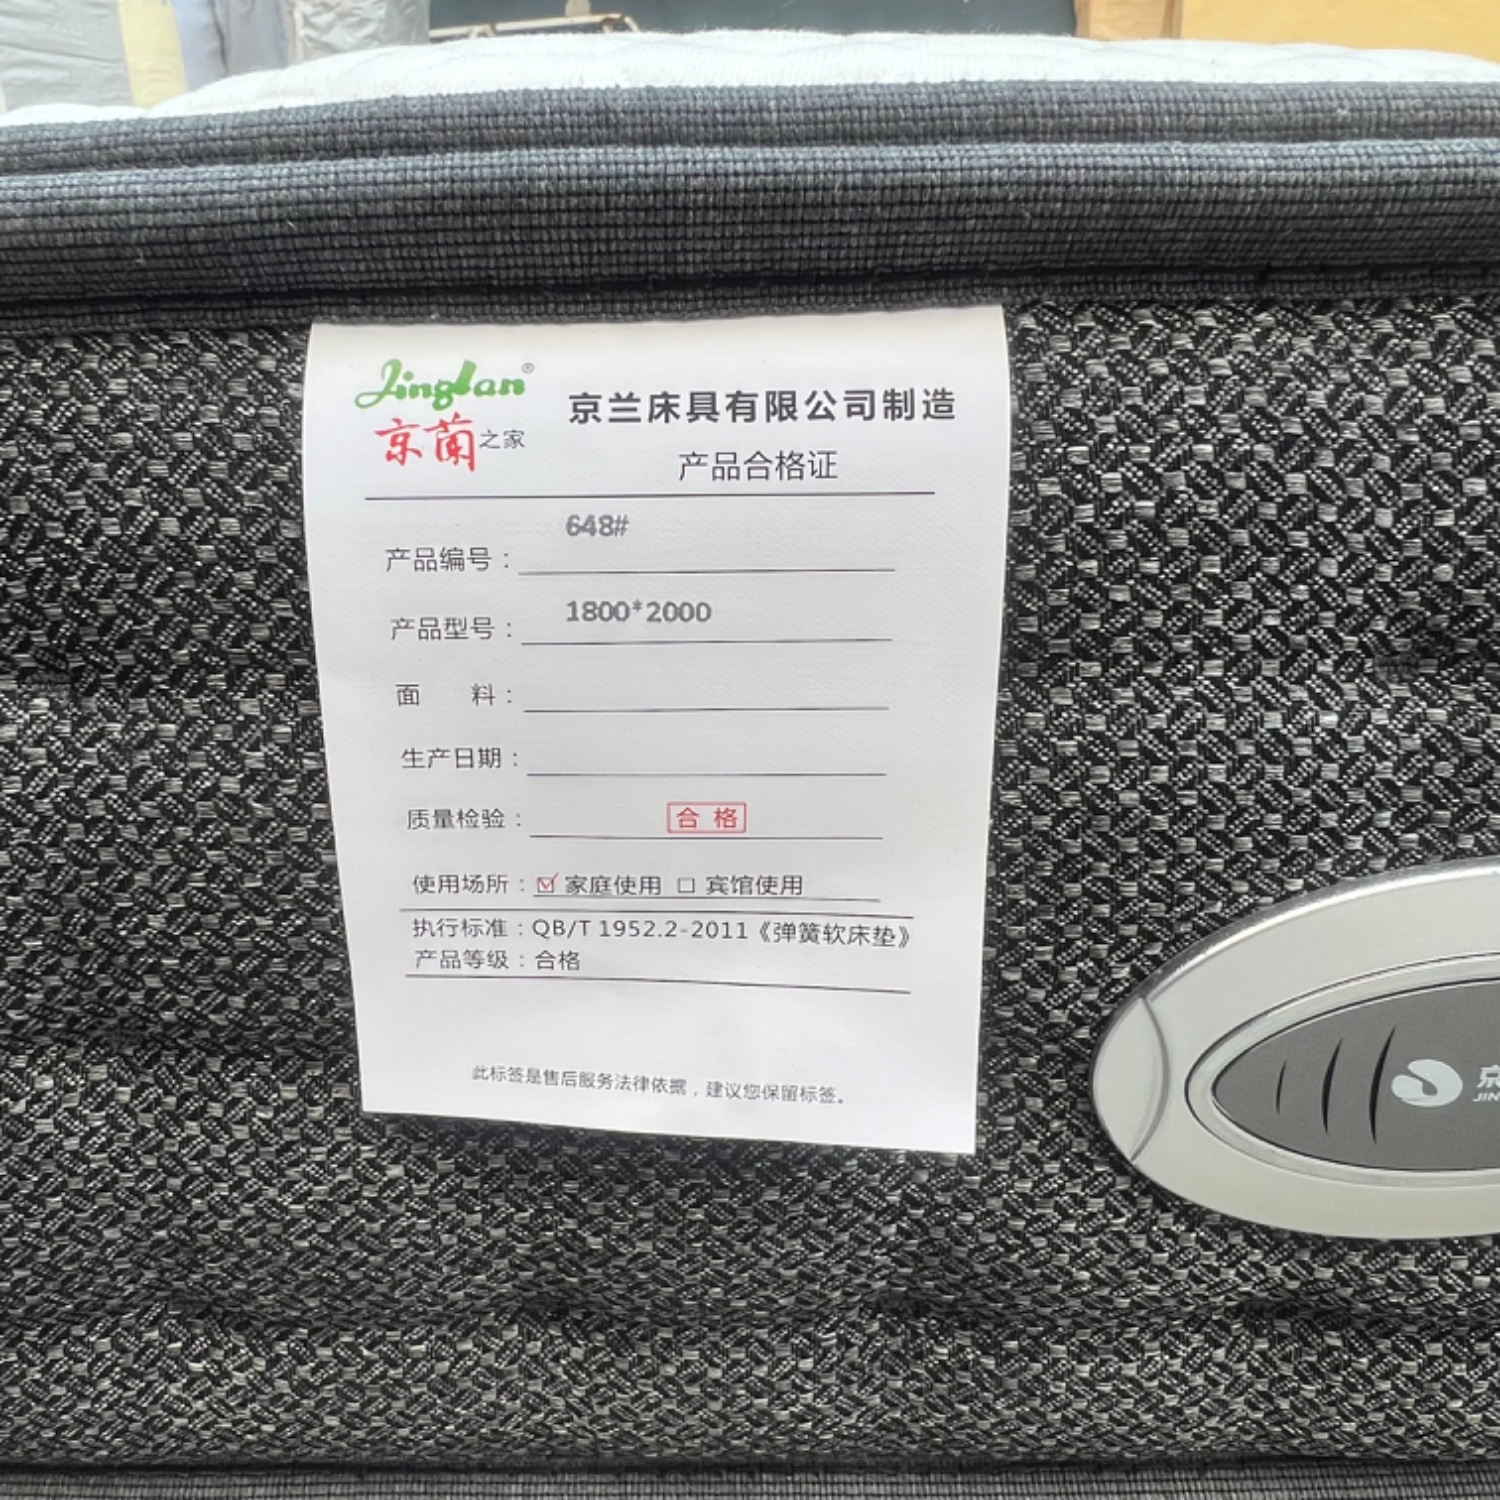 Jinglan®
京蘭之家
京兰床具有限公司制造
产品合格证
产品编号： 648#
产品型号： 1800*2000
面 料：
生产日期：
质量检验： 合格
使用场所：☑ 家庭使用 □ 宾馆使用
执行标准：QB/T 1952.2-2011《弹簧软床垫》
产品等级：合格
此标签是售后服务法律依据，建议您保留标签。
京
JIN